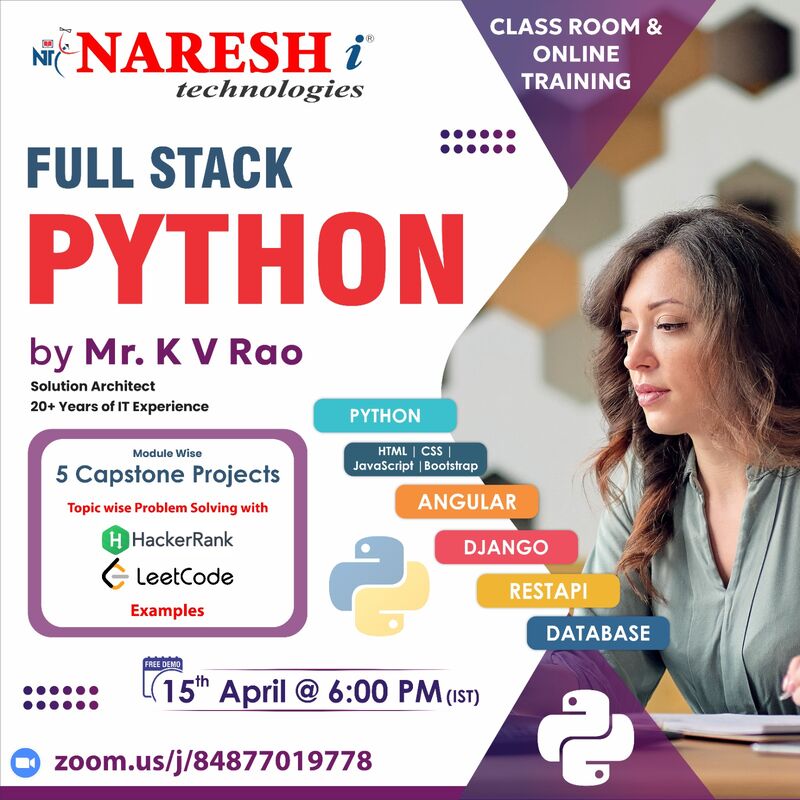 NT
NARESH i ®
technologies
CLASS ROOM &
ONLINE
TRAINING
FULL STACK
PYTHON
by Mr. K V Rao
Solution Architect
20+ Years of IT Experience
Module Wise
5 Capstone Projects
Topic wise Problem Solving with
H HackerRank
LeetCode
Examples
PYTHON
HTML | CSS |
JavaScript |Bootstrap
ANGULAR
DJANGO
RESTAPI
DATABASE
FREE DEMO
15th April @ 6:00 PM (IST)
zoom.us/j/84877019778